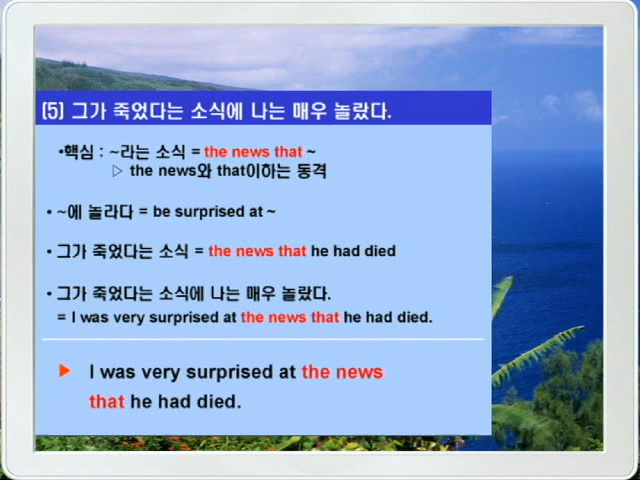 [5] 그가 죽었다는 소식에 나는 매우 놀랐다.
•핵심 : ~라는 소식 = the news that ~
▷ the news와 that이하는 동격
• ~에 놀라다 = be surprised at ~
• 그가 죽었다는 소식 = the news that he had died
• 그가 죽었다는 소식에 나는 매우 놀랐다.
= I was very surprised at the news that he had died.
▶ I was very surprised at the news
that he had died.